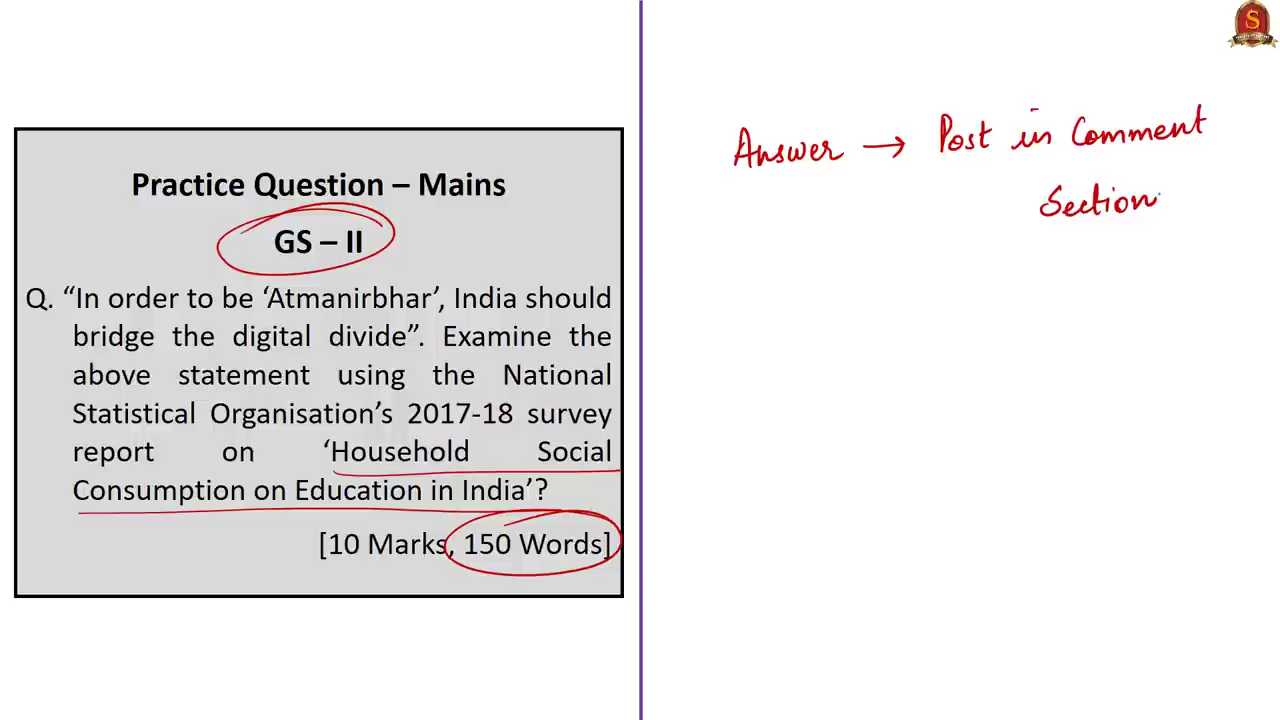 Practice Question – Mains
GS – II
Q. “In order to be ‘Atmanirbhar’, India should
bridge the digital divide”. Examine the
above statement using the National
Statistical Organisation’s 2017-18 survey
report on ‘Household Social
Consumption on Education in India’?
[10 Marks, 150 Words]
Answer → Post in Comment
Section
S